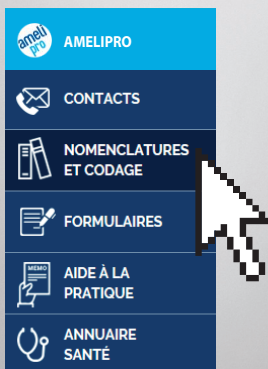 ameli
pro
AMELIPRO
CONTACTS
NOMENCLATURES
ET CODAGE
FORMULAIRES
MEMO
AIDE À LA
PRATIQUE
ANNUAIRE
SANTÉ